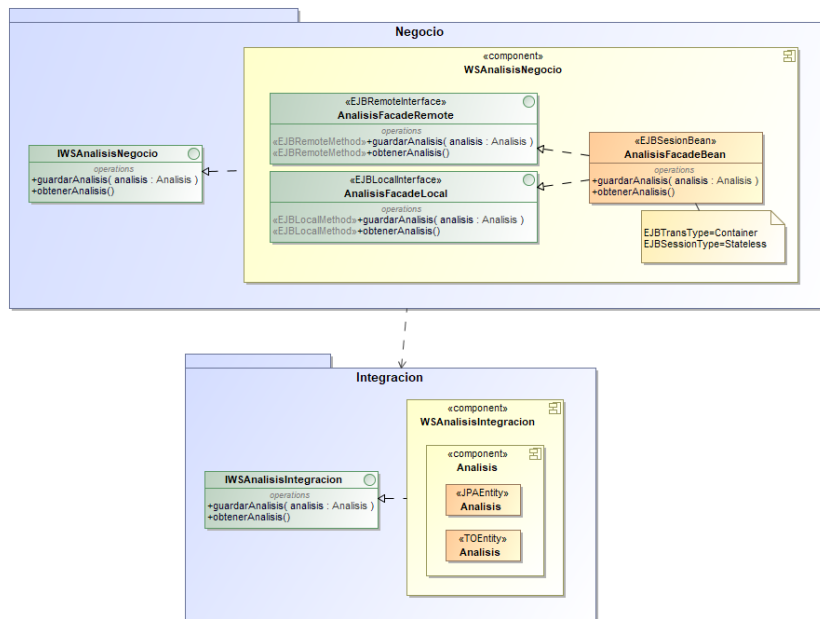 Negocio
«component»
WSAnalisisNegocio
«EJBRemoteInterface»
AnalisisFacadeRemote
operations
«EJBRemoteMethod»+guardarAnalisis( analisis : Analisis )
«EJBRemoteMethod»+obtenerAnalisis()
«EJBSesionBean»
AnalisisFacadeBean
operations
+guardarAnalisis( analisis : Analisis )
+obtenerAnalisis()
IWSAnalisisNegocio
operations
+guardarAnalisis( analisis : Analisis )
+obtenerAnalisis()
«EJBLocalInterface»
AnalisisFacadeLocal
operations
«EJBLocalMethod»+guardarAnalisis( analisis : Analisis )
«EJBLocalMethod»+obtenerAnalisis()
EJBTransType=Container
EJBSessionType=Stateless
Integracion
«component»
WSAnalisisIntegracion
«component»
Analisis
IWSAnalisisIntegracion
operations
+guardarAnalisis( analisis : Analisis )
+obtenerAnalisis()
«JPAEntity»
Analisis
«TOEntity»
Analisis